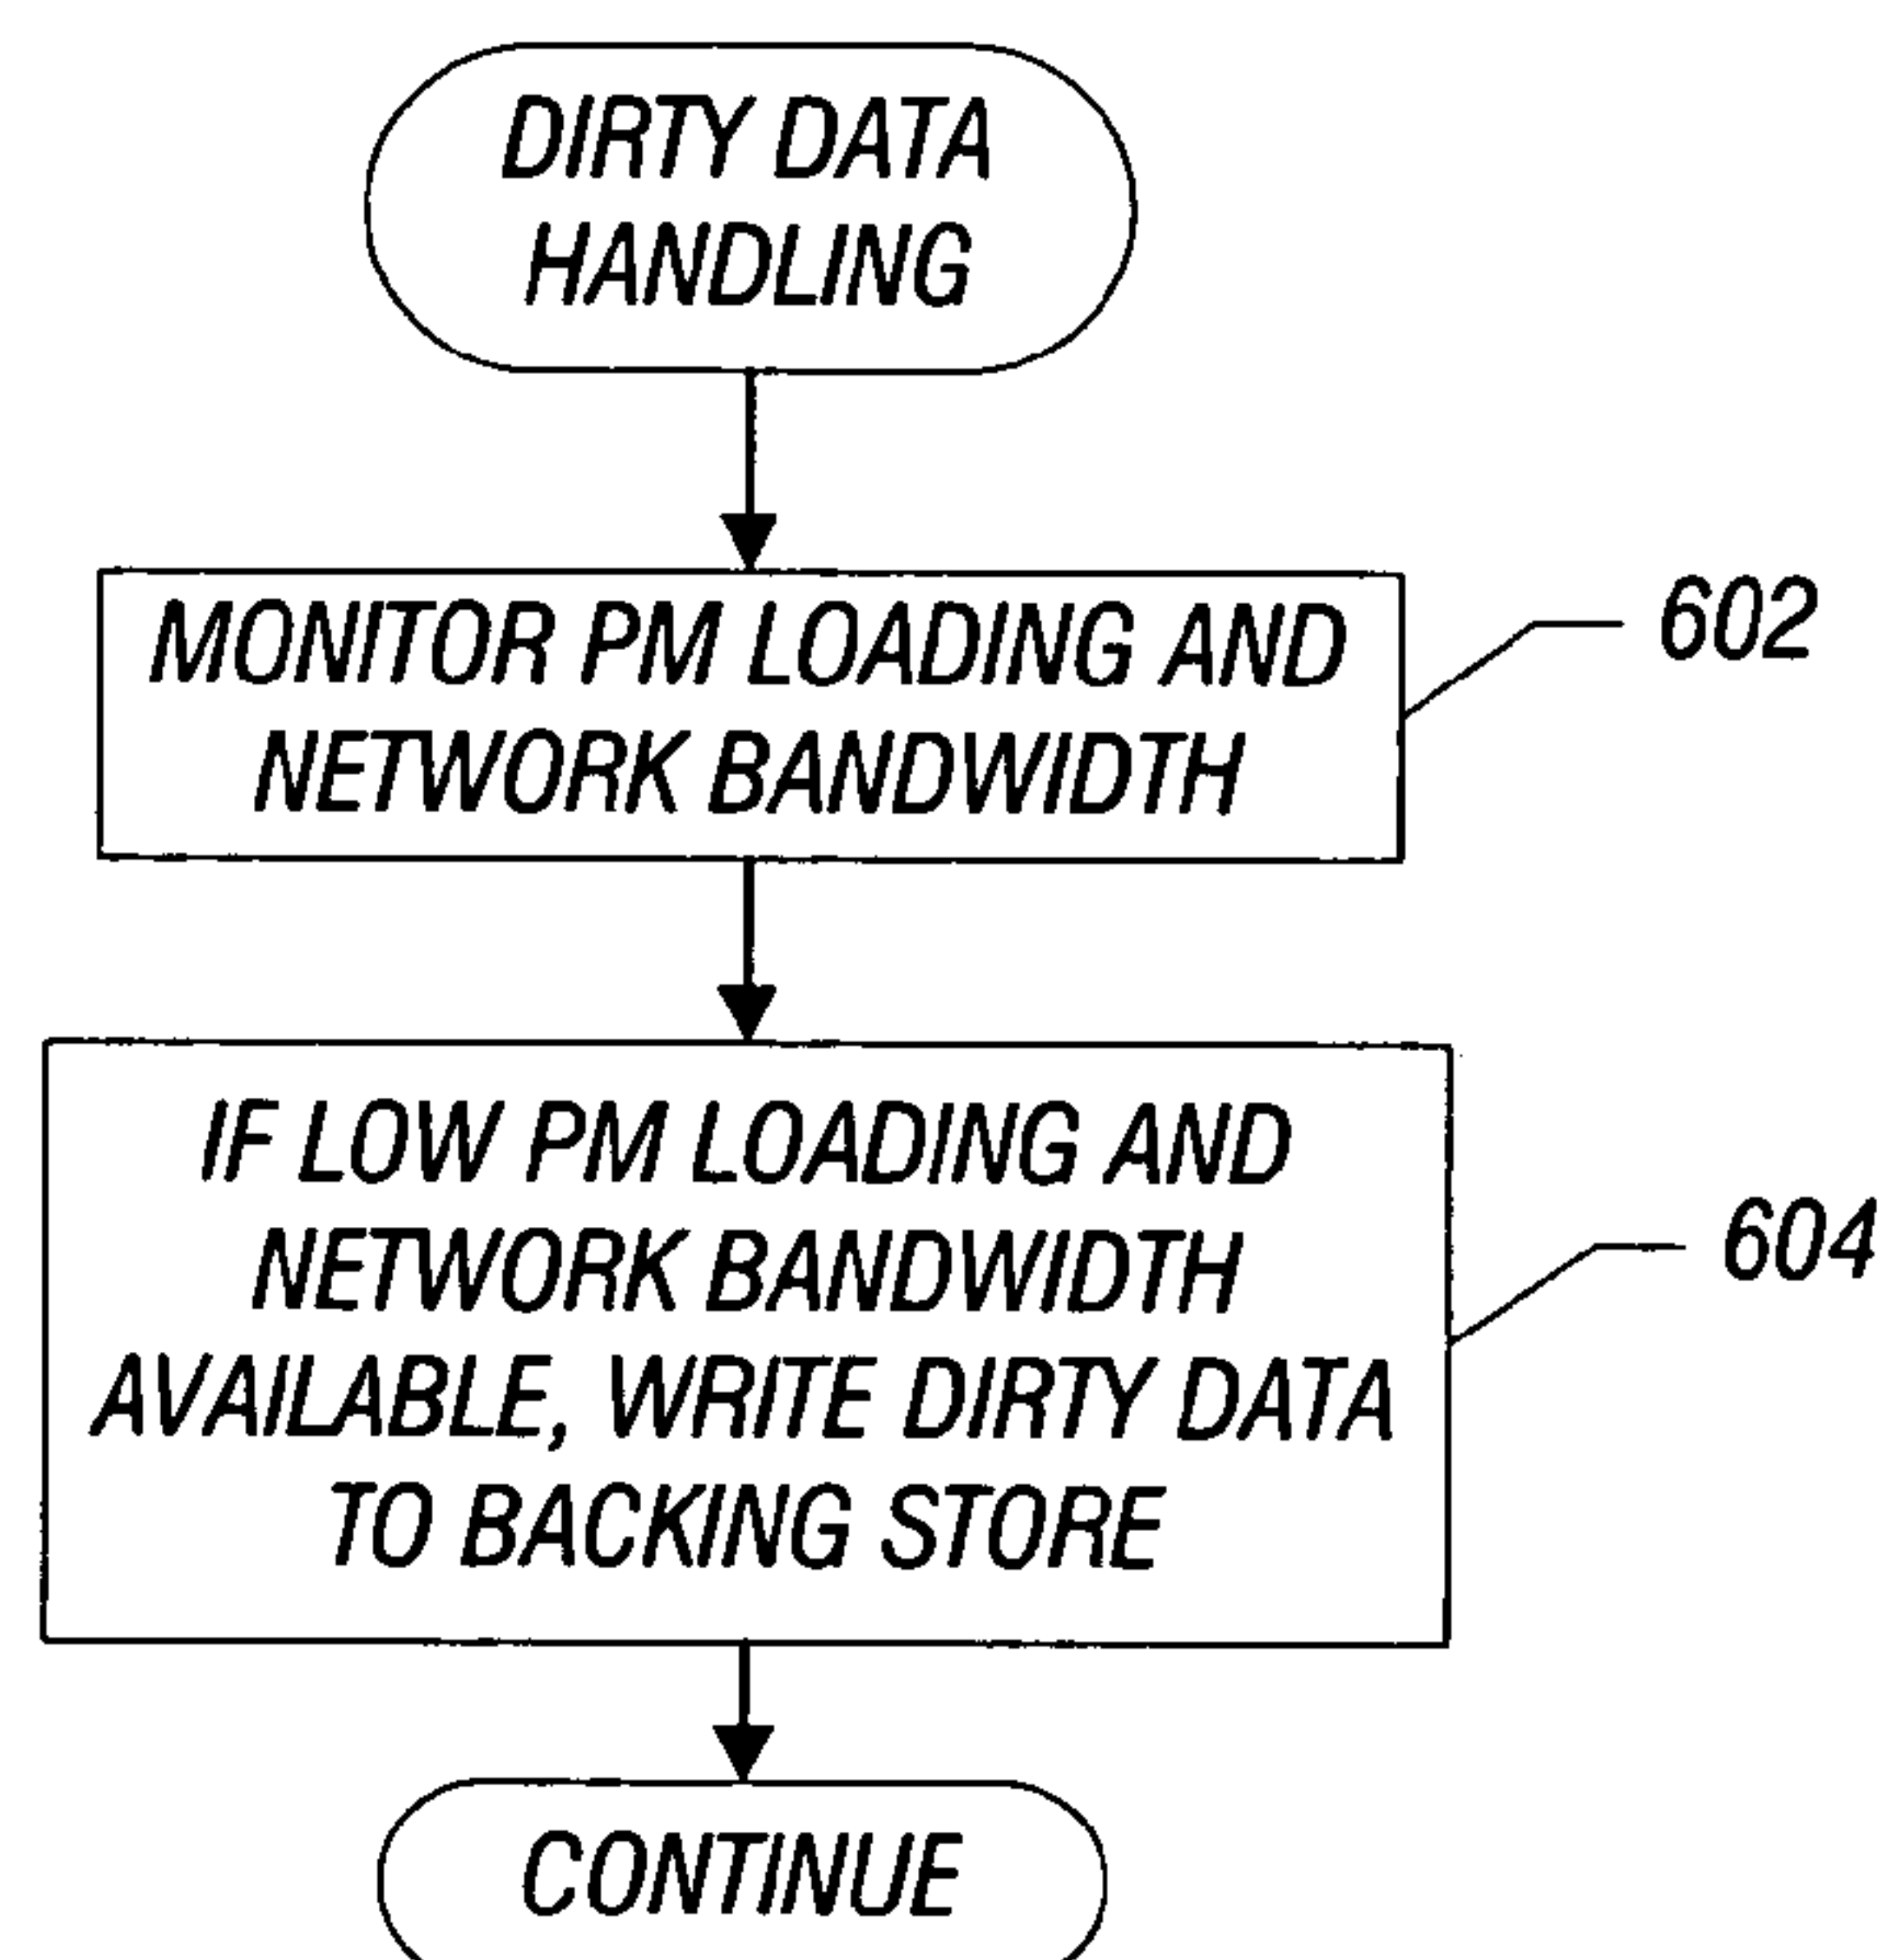 DIRTY DATA
HANDLING
MONITOR PM LOADING AND
NETWORK BANDWIDTH
602
IF LOW PM LOADING AND
NETWORK BANDWIDTH
AVAILABLE, WRITE DIRTY DATA
TO BACKING STORE
604
CONTINUE